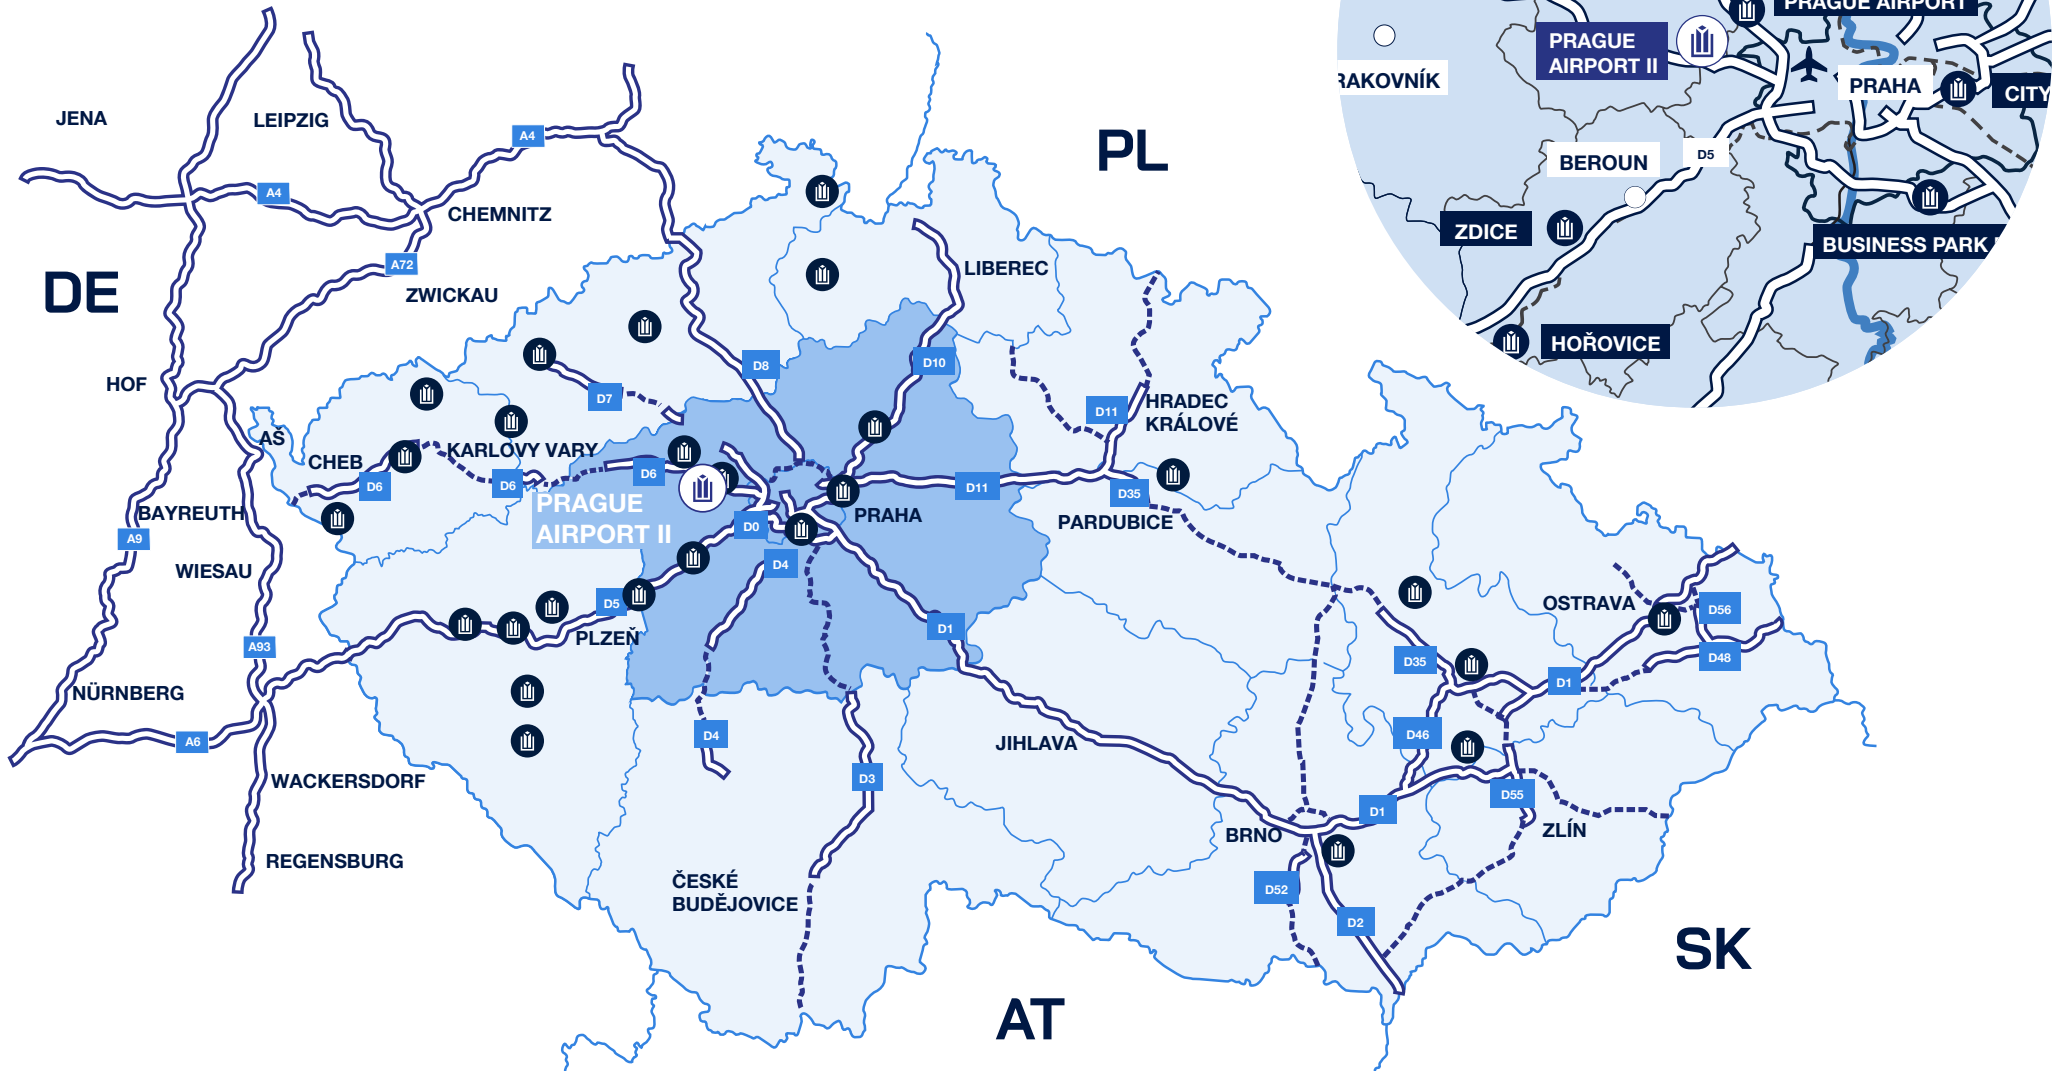 JENA
LEIPZIG
A4
A4
CHEMNITZ
A72
ZWICKAU
DE
HOF
PL
LIBEREC
D8
D10
D7
D11
HRADEC
KRÁLOVÉ
AŠ
CHEB
KARLOVY VARY
D6
D6
D6
PRAGUE
AIRPORT II
D11
D35
PARDUBICE
PRAHA
D0
D4
BAYREUTH
A9
WIESAU
D5
PLZEŇ
D1
A93
NÜRNBERG
A6
WACKERSDORF
REGENSBURG
D4
D3
JIHLAVA
ČESKÉ
BUDĚJOVICE
OSTRAVA
D56
D48
D35
D1
D46
D55
D1
BRNO
ZLÍN
D52
D2
AT
SK
PRAGUE AIRPORT
PRAGUE
AIRPORT II
RAKOVNÍK
PRAHA
CITY
BEROUN
D5
ZDICE
BUSINESS PARK
HOŘOVICE